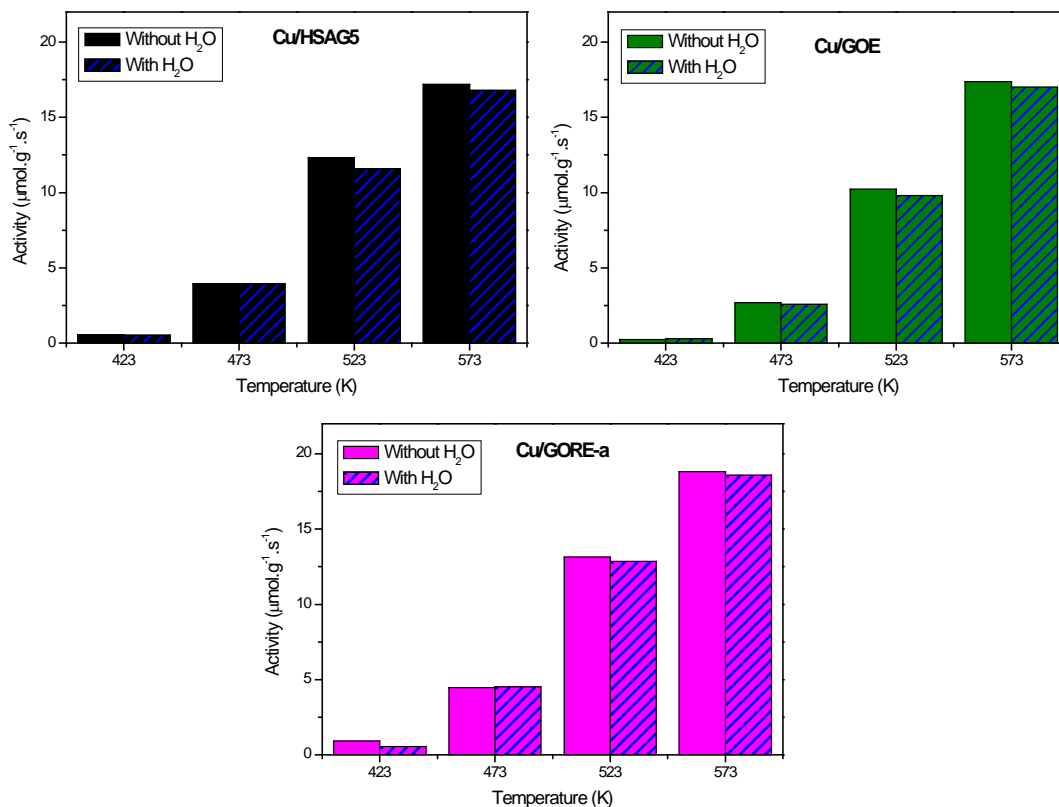 Cu/HSAG5
Without H₂O
With H₂O
20
15
10
5
0
Activity (μmol.g⁻¹.s⁻¹)
423 473 523 573
Temperature (K)
Cu/GOE
Without H₂O
With H₂O
20
15
10
5
0
Activity (μmol.g⁻¹.s⁻¹)
423 473 523 573
Temperature (K)
Cu/GORE-a
Without H₂O
With H₂O
20
15
10
5
0
Activity (μmol.g⁻¹.s⁻¹)
423 473 523 573
Temperature (K)